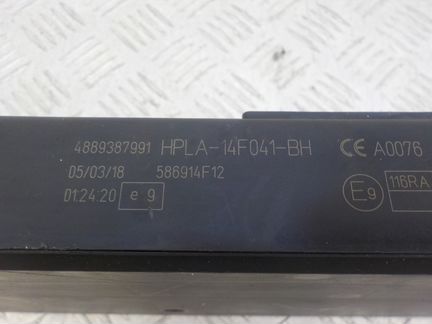 4889387991 HPLA-14F041-BH CE A0076
05/03/18 586914F12
01:24:20 e 9 E9 116RA